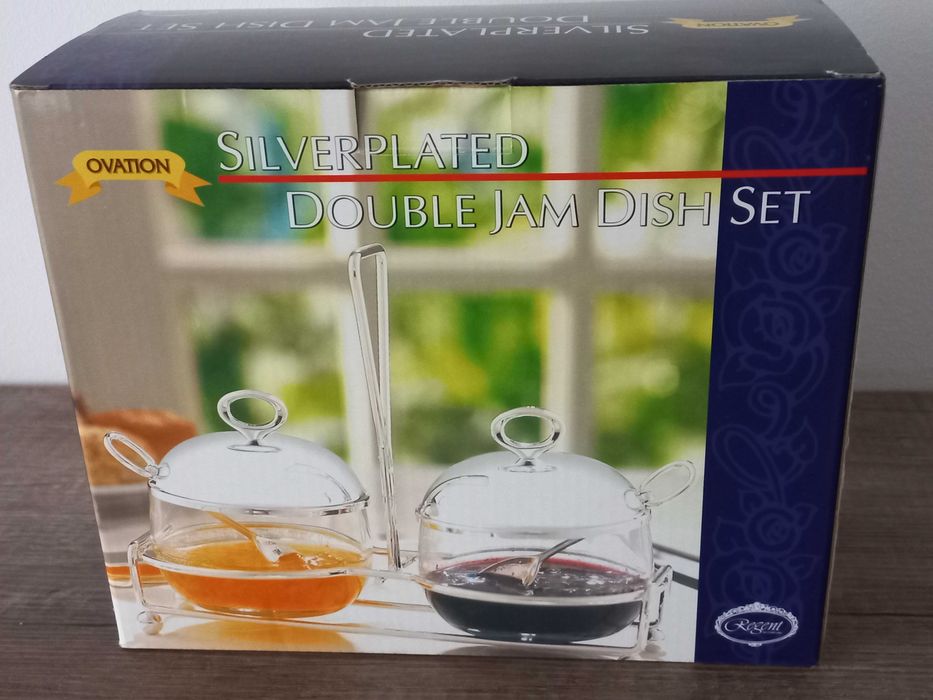 SILVERPLATED
DOUBLE JAM DISH SET
OVATION
OVATION
SILVERPLATED
DOUBLE JAM DISH SET
Regent